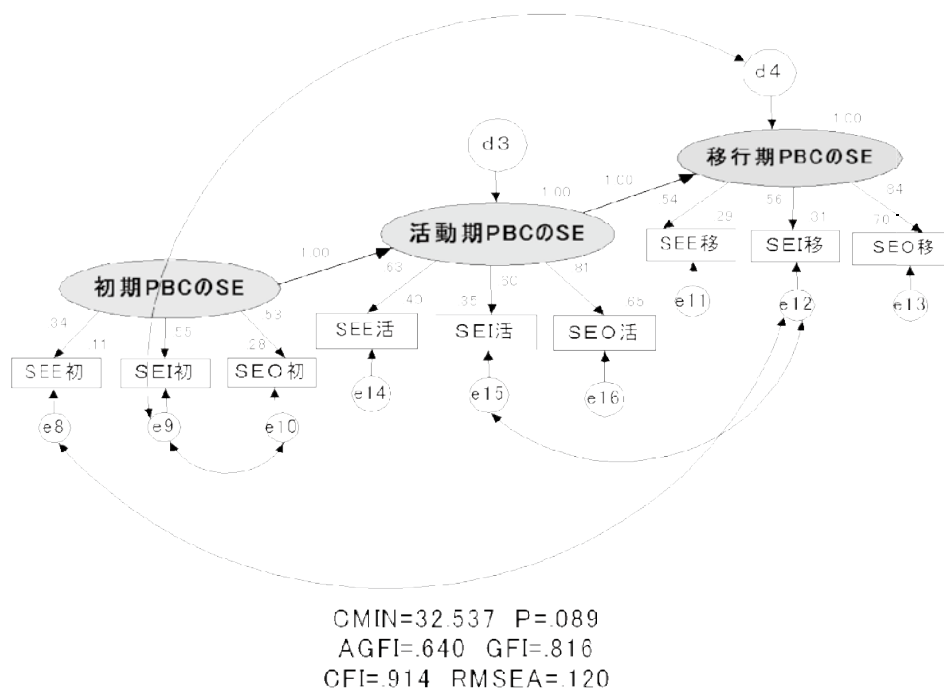 d4
1.00
移行期PBCのSE
d3
1.00
1.00
54
56
84
活動期PBCのSE
29
31
70
SEE移
SEI移
SEO移
1.00
63
81
初期PBCのSE
e11
e12
e13
40
35
65
SEE活
SEI活
SEO活
34
55
53
11
28
SEE初
SEI初
SEO初
e14
e15
e16
e8
e9
e10
CMIN=32.537 P=.089
AGFI=.640 GFI=.816
CFI=.914 RMSEA=.120